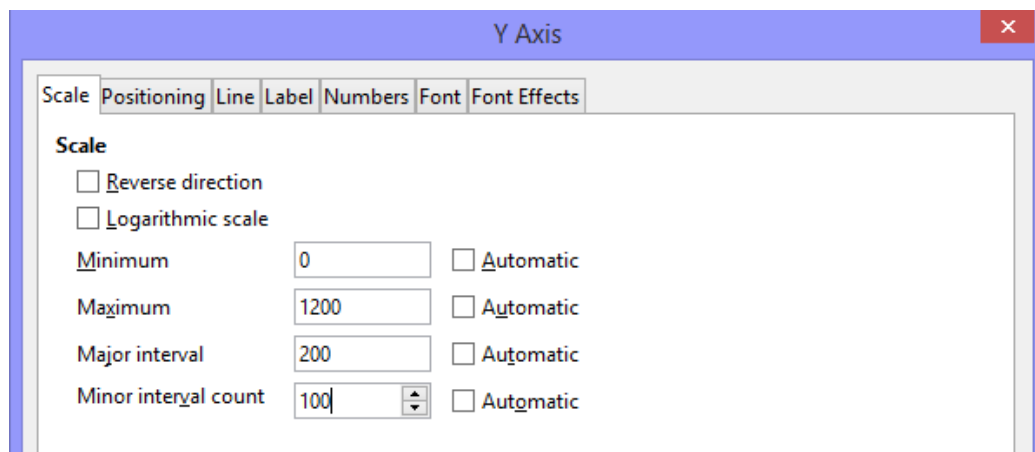 Y Axis
Scale Positioning Line Label Numbers Font Font Effects
Scale
Reverse direction
Logarithmic scale
Minimum 0 Automatic
Maximum 1200 Automatic
Major interval 200 Automatic
Minor interval count 100 Automatic